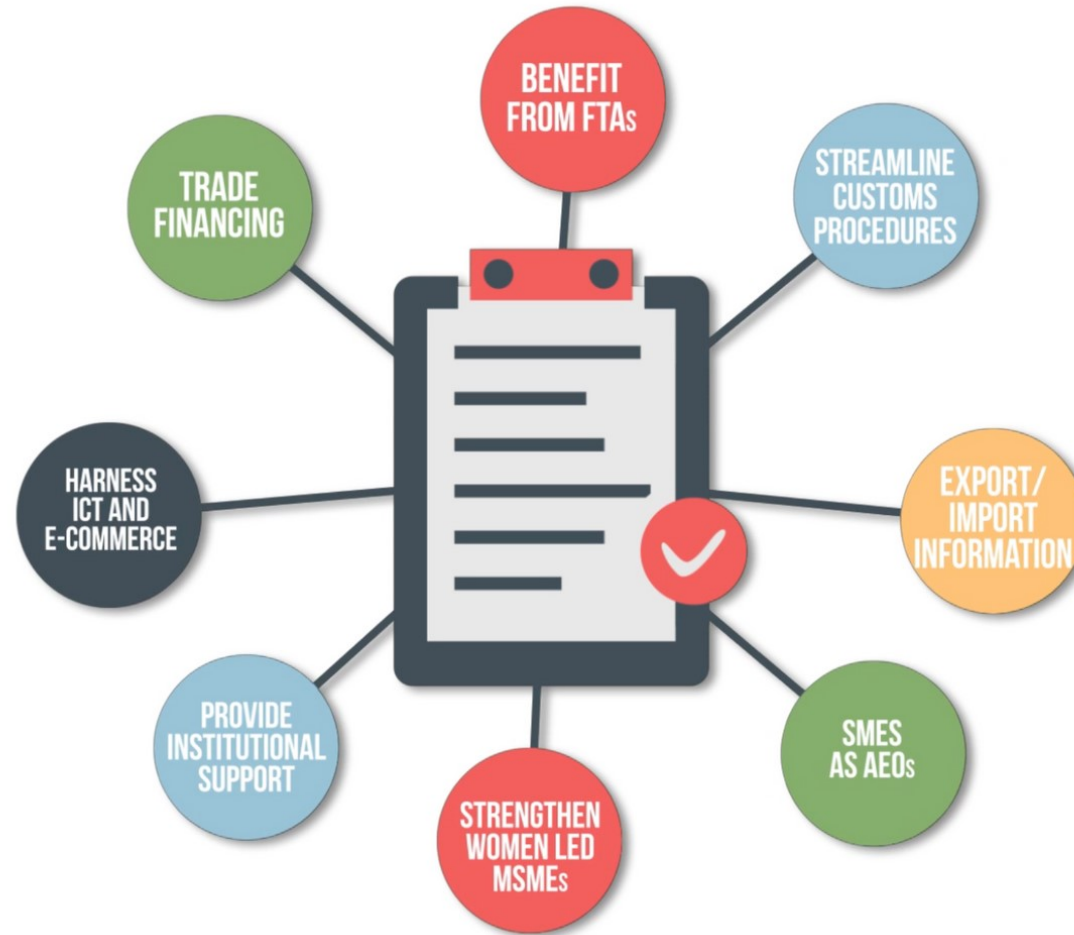 BENEFIT
FROM FTAs
STREAMLINE
CUSTOMS
PROCEDURES
EXPORT/
IMPORT
INFORMATION
SMES
AS AEOs
STRENGTHEN
WOMEN LED
MSMEs
PROVIDE
INSTITUTIONAL
SUPPORT
HARNESS
ICT AND
E-COMMERCE
TRADE
FINANCING